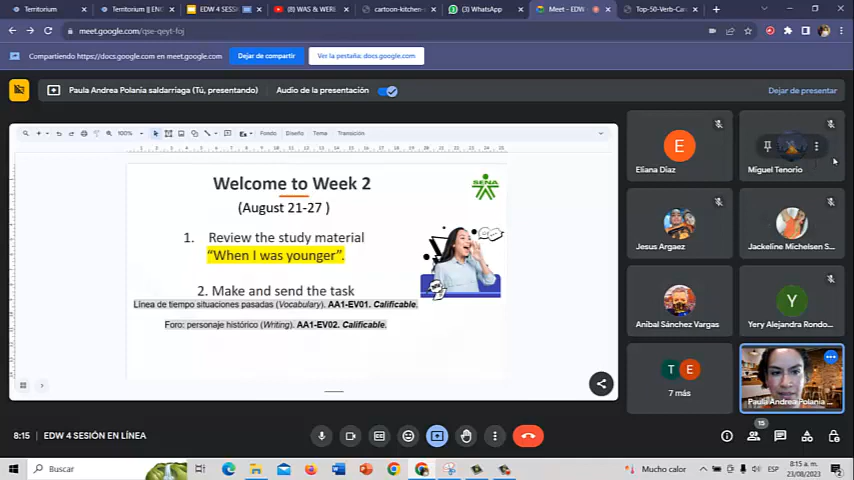 Territorium
Territorium || EN
EDW 4 SESI
WAS & WERE
cartoon-kitchen-
(3) WhatsApp
Meet - EDW
Top-50-Verb-Ca
meet.google.com/qse-qeyt-foj
Compartiendo https://docs.google.com en meet.google.com
Dejar de compartir
Ver la pestaña: docs.google.com
Paula Andrea Polania saldarriaga (Tú, presentando)
Audio de la presentación
Dejar de presentar
100%
Fondo
Diseño
Tema
Transición
Welcome to Week 2
(August 21-27 )
SENA
1. Review the study material
“When I was younger”.
2. Make and send the task
Línea de tiempo situaciones pasadas (Vocabulary). AA1-EV01. Calificable.
Foro: personaje histórico (Writing). AA1-EV02. Calificable.
E
Eliana Diaz
Miguel Tenorio
Jesus Argaez
Jackeline Michelsen S...
Anibal Sánchez Vargas
Y
Yery Alejandra Rondo...
T E
7 más
Paula Andrea Polania ...
8:15
EDW 4 SESIÓN EN LÍNEA
15
Buscar
Mucho calor
ESP
8:15 a. m.
23/08/2023
2